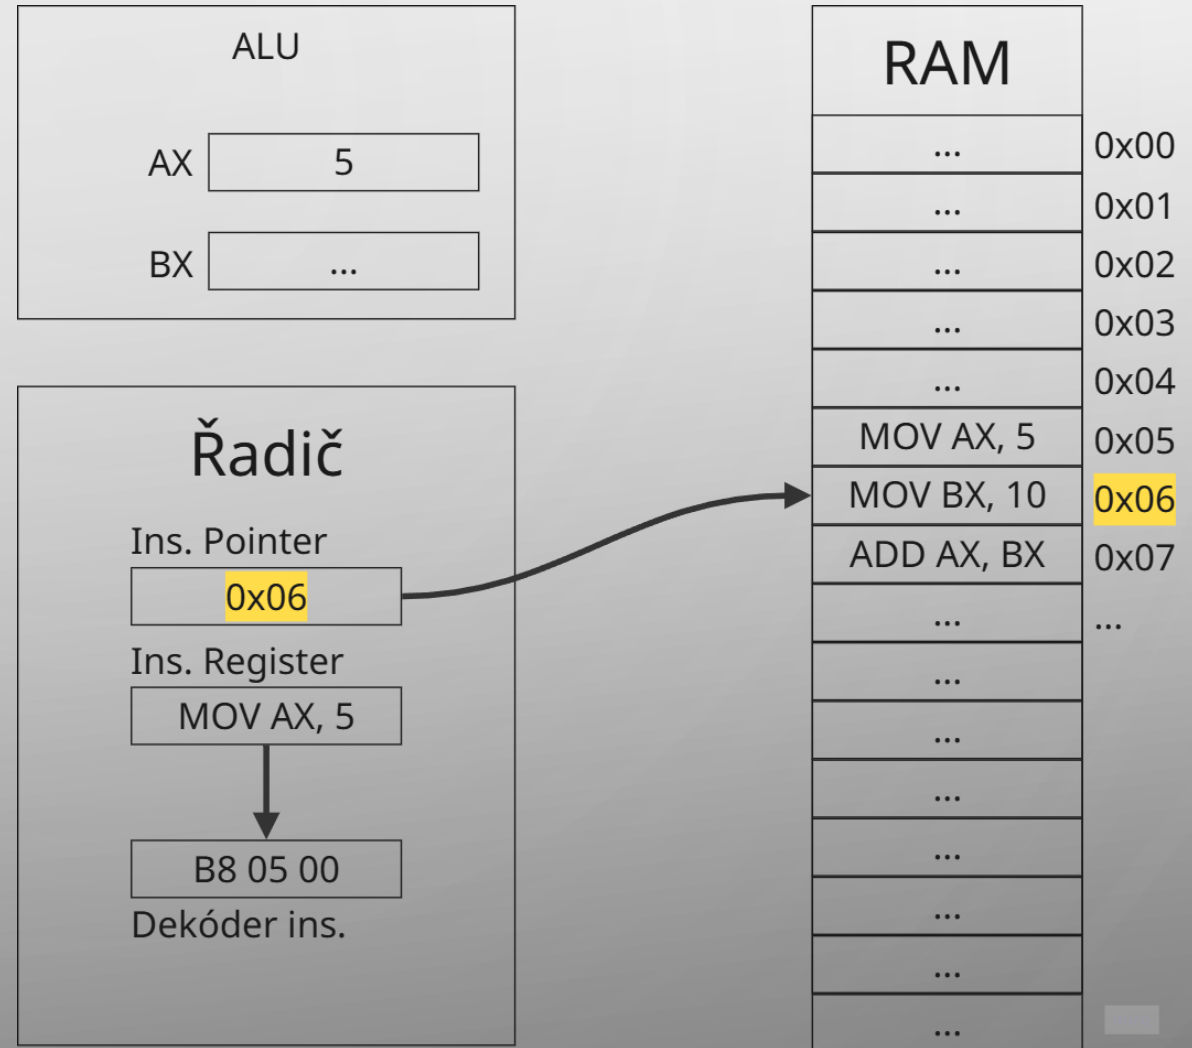 ALU
AX 5
BX ...
Řadič
Ins. Pointer
0x06
Ins. Register
MOV AX, 5
B8 05 00
Dekóder ins.
RAM
... 0x00
... 0x01
... 0x02
... 0x03
... 0x04
MOV AX, 5 0x05
MOV BX, 10 0x06
ADD AX, BX 0x07
... ...
...
...
...
...
...
...
...